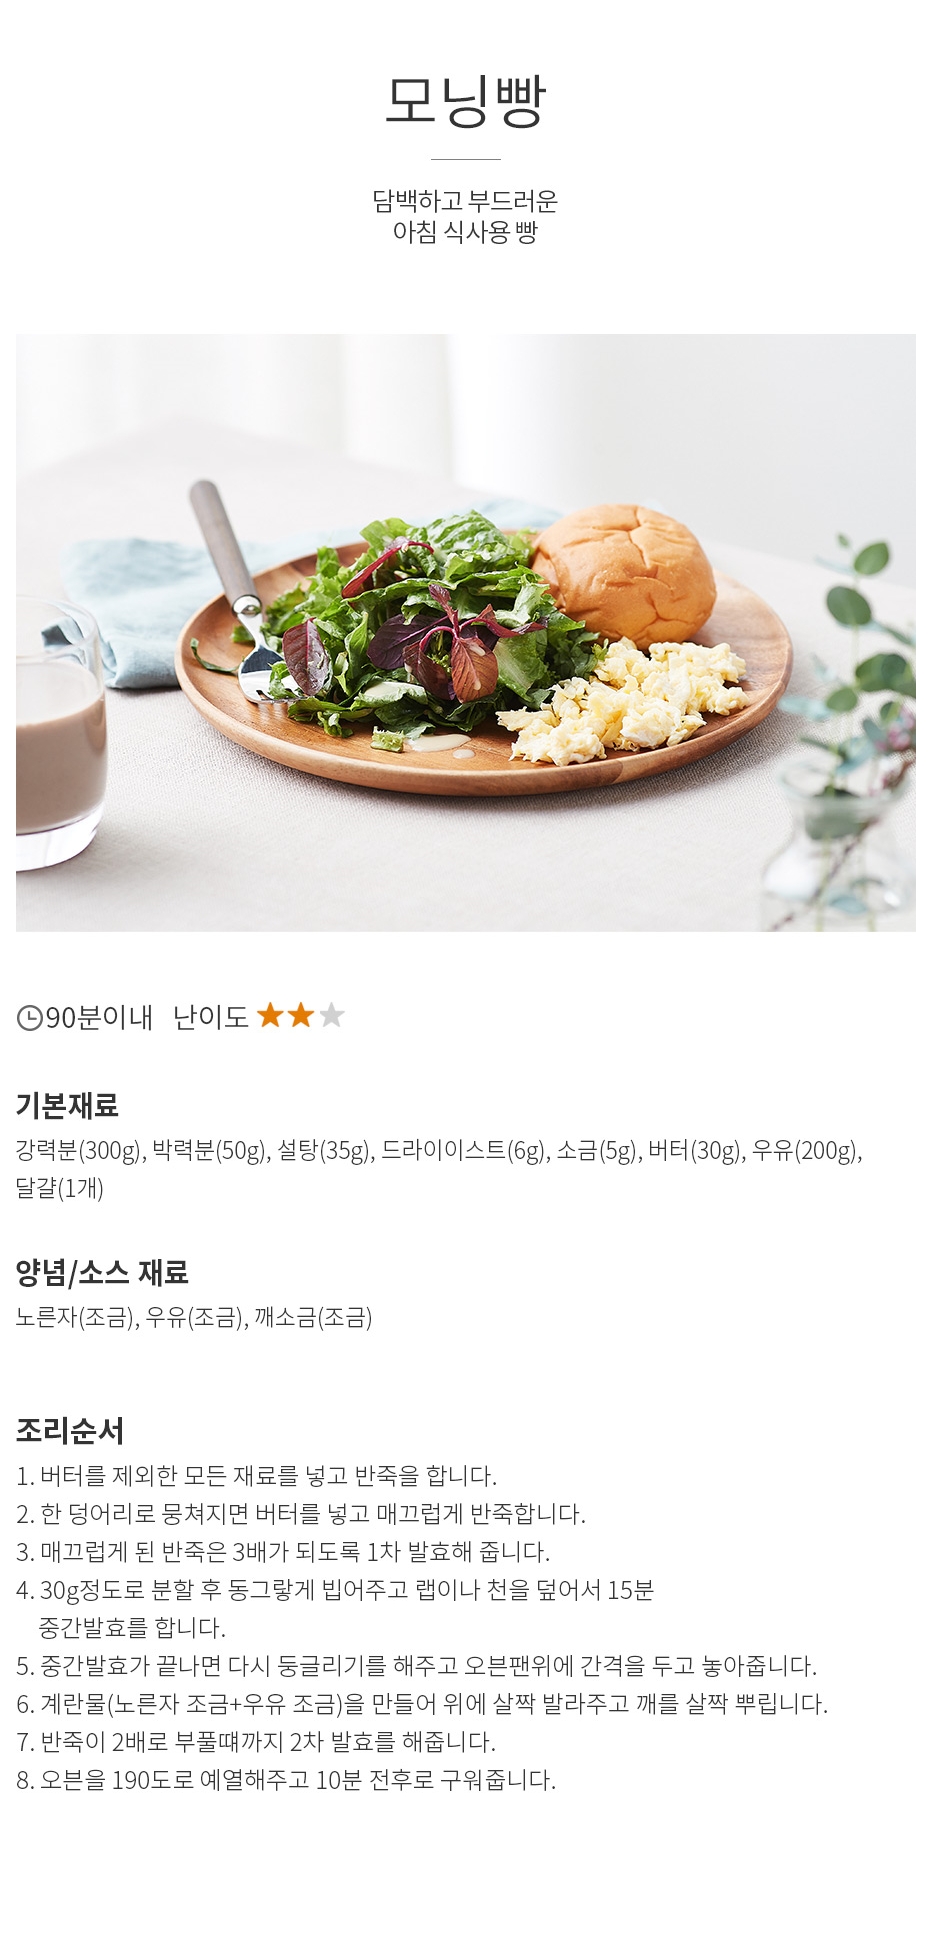 모닝빵
담백하고 부드러운
아침 식사용 빵
90분이내 난이도
기본재료
강력분(300g), 박력분(50g), 설탕(35g), 드라이이스트(6g), 소금(5g), 버터(30g), 우유(200g),
달걀(1개)
양념/소스 재료
노른자(조금), 우유(조금), 깨소금(조금)
조리순서
1. 버터를 제외한 모든 재료를 넣고 반죽을 합니다.
2. 한 덩어리로 뭉쳐지면 버터를 넣고 매끄럽게 반죽합니다.
3. 매끄럽게 된 반죽은 3배가 되도록 1차 발효해 줍니다.
4. 30g정도로 분할 후 동그랗게 빕어주고 랩이나 천을 덮어서 15분
중간발효를 합니다.
5. 중간발효가 끝나면 다시 둥글리기를 해주고 오븐팬위에 간격을 두고 놓아줍니다.
6. 계란물(노른자 조금+우유 조금)을 만들어 위에 살짝 발라주고 깨를 살짝 뿌립니다.
7. 반죽이 2배로 부풀떄까지 2차 발효를 해줍니다.
8. 오븐을 190도로 예열해주고 10분 전후로 구워줍니다.